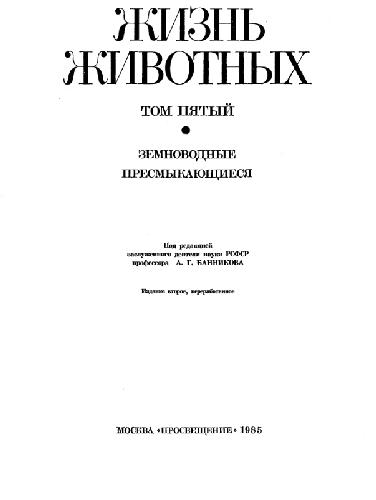 ЖИЗНЬ
ЖИВОТНЫХ
ТОМ ПЯТЫЙ
•
ЗЕМНОВОДНЫЕ
ПРЕСМЫКАЮЩИЕСЯ
Под редакцией
заслуженного деятеля науки РСФСР
профессора А. Г. БАННИКОВА
Издание второе, переработанное
МОСКВА «ПРОСВЕЩЕНИЕ» 1985